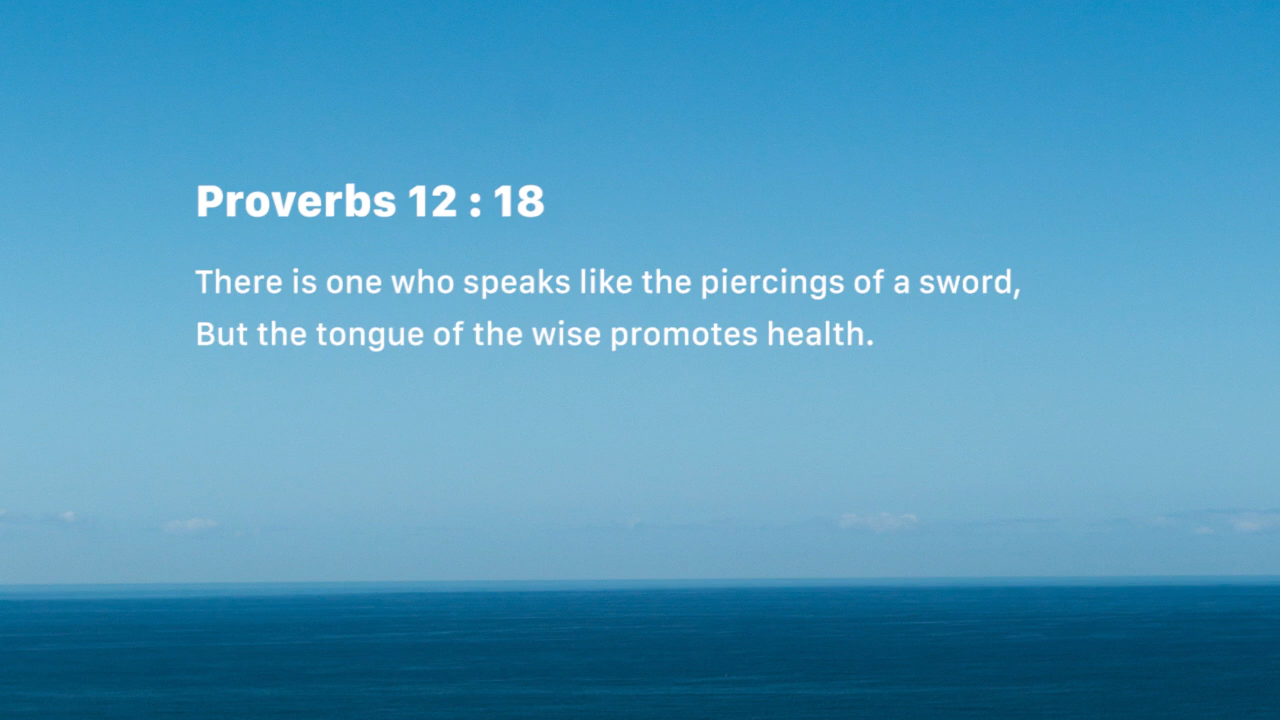 Proverbs 12 : 18
There is one who speaks like the piercings of a sword,
But the tongue of the wise promotes health.